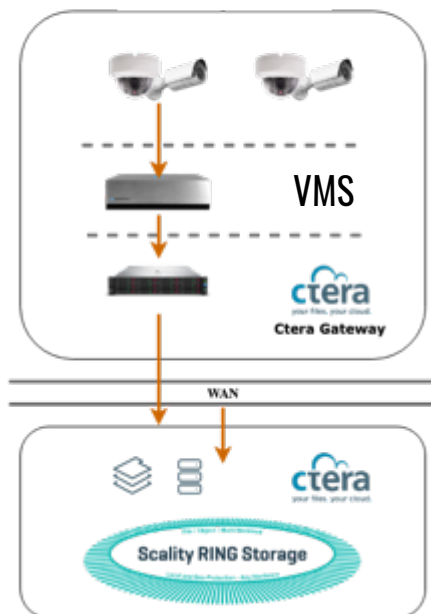 VMS
ctera
your files. your cloud.
Ctera Gateway
WAN
ctera
your files. your cloud.
Scality RING Storage